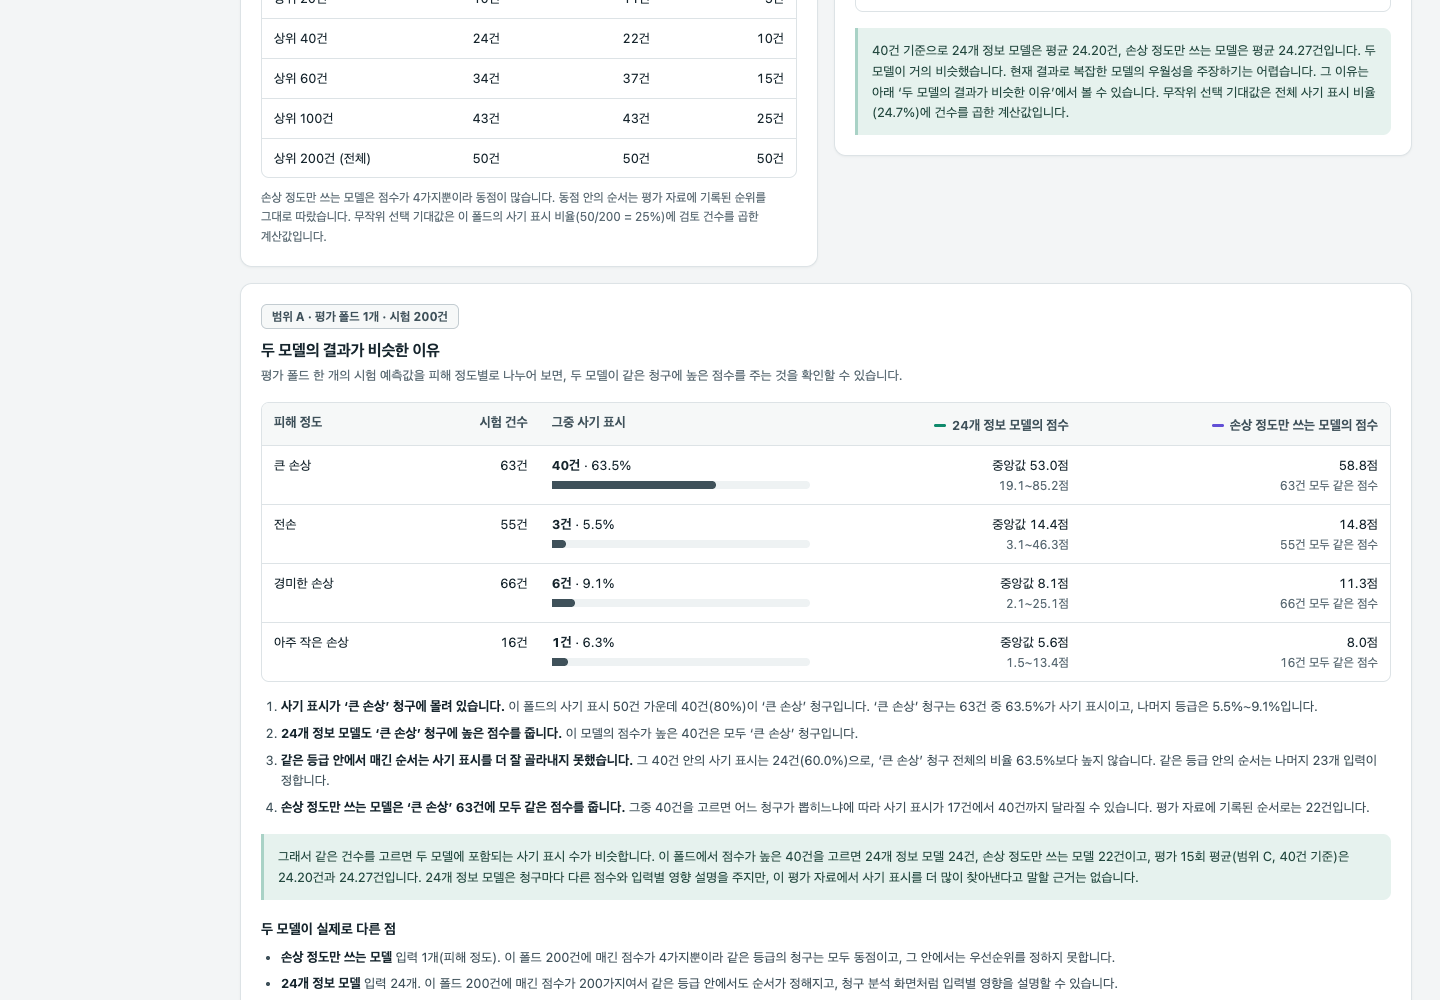 상위 40건 24건 22건 10건
상위 60건 34건 37건 15건
상위 100건 43건 43건 25건
상위 200건 (전체) 50건 50건 50건
손상 정도만 쓰는 모델은 점수가 4가지뿐이라 동점이 많습니다. 동점 안의 순서는 평가 자료에 기록된 순위를
그대로 따랐습니다. 무작위 선택 기대값은 이 폴드의 사기 표시 비율(50/200 = 25%)에 검토 건수를 곱한
계산값입니다.
40건 기준으로 24개 정보 모델은 평균 24.20건, 손상 정도만 쓰는 모델은 평균 24.27건입니다. 두
모델이 거의 비슷했습니다. 현재 결과로 복잡한 모델의 우월성을 주장하기는 어렵습니다. 그 이유는
아래 ‘두 모델의 결과가 비슷한 이유’에서 볼 수 있습니다. 무작위 선택 기대값은 전체 사기 표시 비율
(24.7%)에 건수를 곱한 계산값입니다.
범위 A · 평가 폴드 1개 · 시험 200건
두 모델의 결과가 비슷한 이유
평가 폴드 한 개의 시험 예측값을 피해 정도별로 나누어 보면, 두 모델이 같은 청구에 높은 점수를 주는 것을 확인할 수 있습니다.
피해 정도 시험 건수 그중 사기 표시 24개 정보 모델의 점수 손상 정도만 쓰는 모델의 점수
큰 손상 63건 40건 · 63.5% 중앙값 53.0점 58.8점
19.1~85.2점 63건 모두 같은 점수
전손 55건 3건 · 5.5% 중앙값 14.4점 14.8점
3.1~46.3점 55건 모두 같은 점수
경미한 손상 66건 6건 · 9.1% 중앙값 8.1점 11.3점
2.1~25.1점 66건 모두 같은 점수
아주 작은 손상 16건 1건 · 6.3% 중앙값 5.6점 8.0점
1.5~13.4점 16건 모두 같은 점수
1. 사기 표시가 ‘큰 손상’ 청구에 몰려 있습니다. 이 폴드의 사기 표시 50건 가운데 40건(80%)이 ‘큰 손상’ 청구입니다. ‘큰 손상’ 청구는 63건 중 63.5%가 사기 표시이고, 나머지 등급은 5.5%~9.1%입니다.
2. 24개 정보 모델도 ‘큰 손상’ 청구에 높은 점수를 줍니다. 이 모델의 점수가 높은 40건은 모두 ‘큰 손상’ 청구입니다.
3. 같은 등급 안에서 매긴 순서는 사기 표시를 더 잘 골라내지 못했습니다. 그 40건 안의 사기 표시는 24건(60.0%)으로, ‘큰 손상’ 청구 전체의 비율 63.5%보다 높지 않습니다. 같은 등급 안의 순서는 나머지 23개 입력이
정합니다.
4. 손상 정도만 쓰는 모델은 ‘큰 손상’ 63건에 모두 같은 점수를 줍니다. 그중 40건을 고르면 어느 청구가 뽑히느냐에 따라 사기 표시가 17건에서 40건까지 달라질 수 있습니다. 평가 자료에 기록된 순서로는 22건입니다.
그래서 같은 건수를 고르면 두 모델에 포함되는 사기 표시 수가 비슷합니다. 이 폴드에서 점수가 높은 40건을 고르면 24개 정보 모델 24건, 손상 정도만 쓰는 모델 22건이고, 평가 15회 평균(범위 C, 40건 기준)은
24.20건과 24.27건입니다. 24개 정보 모델은 청구마다 다른 점수와 입력별 영향 설명을 주지만, 이 평가 자료에서 사기 표시를 더 많이 찾아낸다고 말할 근거는 없습니다.
두 모델이 실제로 다른 점
• 손상 정도만 쓰는 모델 입력 1개(피해 정도). 이 폴드 200건에 매긴 점수가 4가지뿐이라 같은 등급의 청구는 모두 동점이고, 그 안에서는 우선순위를 정하지 못합니다.
• 24개 정보 모델 입력 24개. 이 폴드 200건에 매긴 점수가 200가지여서 같은 등급 안에서도 순서가 정해지고, 청구 분석 화면처럼 입력별 영향을 설명할 수 있습니다.